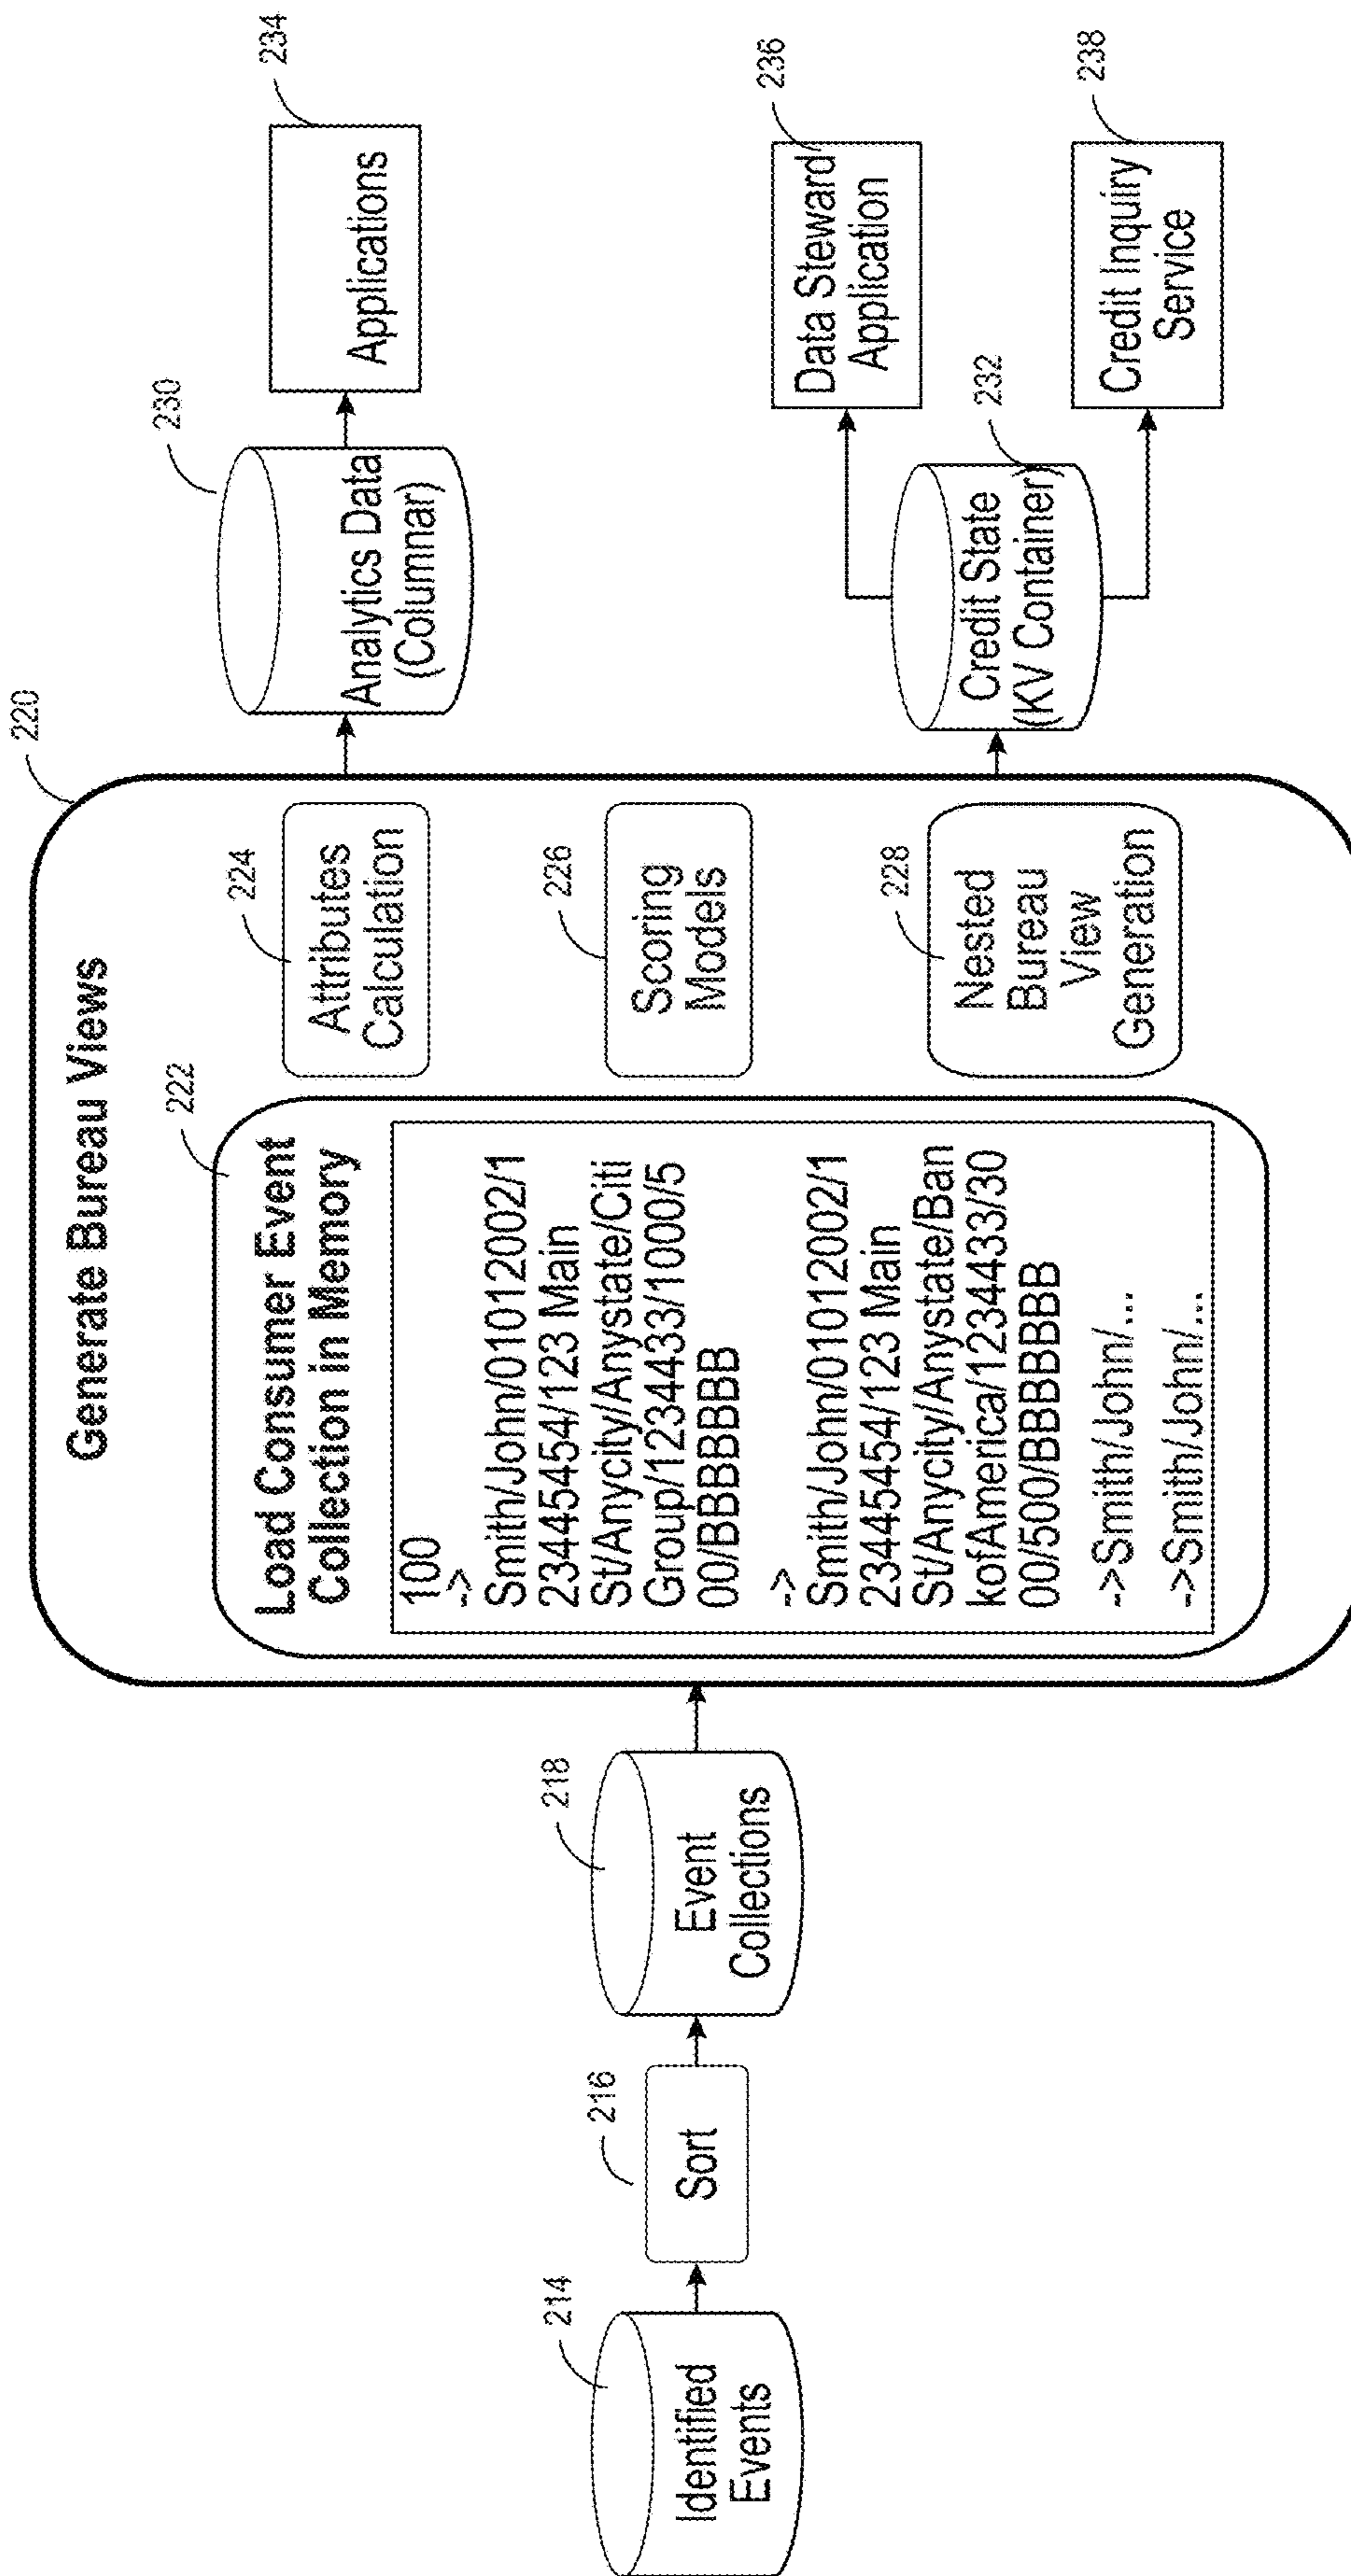 214
Identified
Events
216
Sort
218
Event
Collections
220
Generate Bureau Views
222
Load Consumer Event
Collection in Memory
100
->
Smith/John/01012002/1
23445454/123 Main
St/Anycity/Anystate/Citi
Group/1234433/1000/5
00/BBBBBBB
->
Smith/John/01012002/1
23445454/123 Main
St/Anycity/Anystate/Ban
kofAmerica/1234433/30
00/500/BBBBBBB
->Smith/John/...
->Smith/John/...
224
Attributes
Calculation
226
Scoring
Models
228
Nested
Bureau
View
Generation
230
Analytics Data
(Columnar)
234
Applications
232
Credit State
(KV Container)
236
Data Steward
Application
238
Credit Inquiry
Service